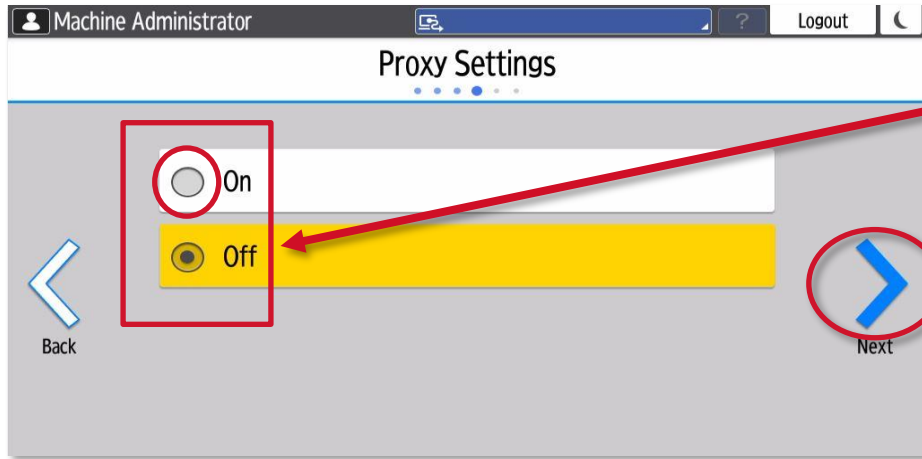 Machine Administrator ? Logout
Proxy Settings
On
Off
Back
Next